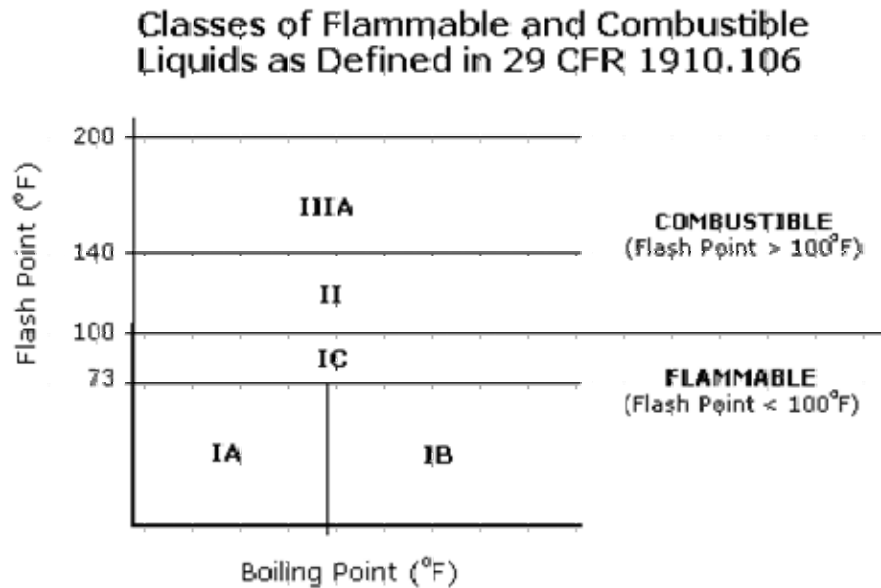 Classes of Flammable and Combustible
Liquids as Defined in 29 CFR 1910.106
200
IIIA
COMBUSTIBLE
(Flash Point > 100°F)
140
II
100
IC
73
FLAMMABLE
(Flash Point < 100°F)
IA
IB
Flash Point (°F)
Boiling Point (°F)